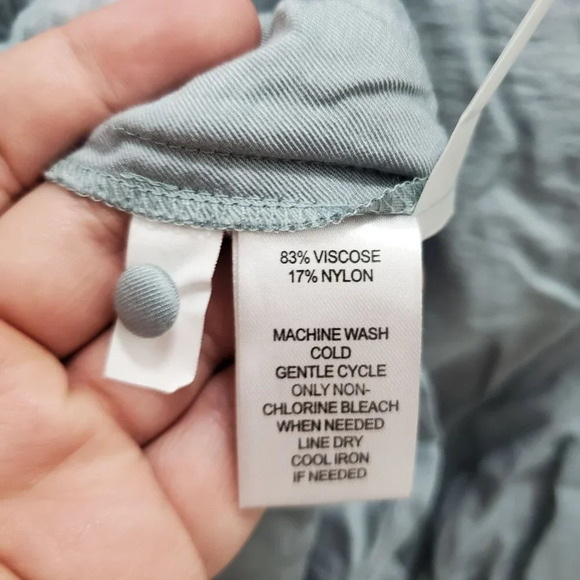 83% VISCOSE
17% NYLON
MACHINE WASH
COLD
GENTLE CYCLE
ONLY NON-
CHLORINE BLEACH
WHEN NEEDED
LINE DRY
COOL IRON
IF NEEDED